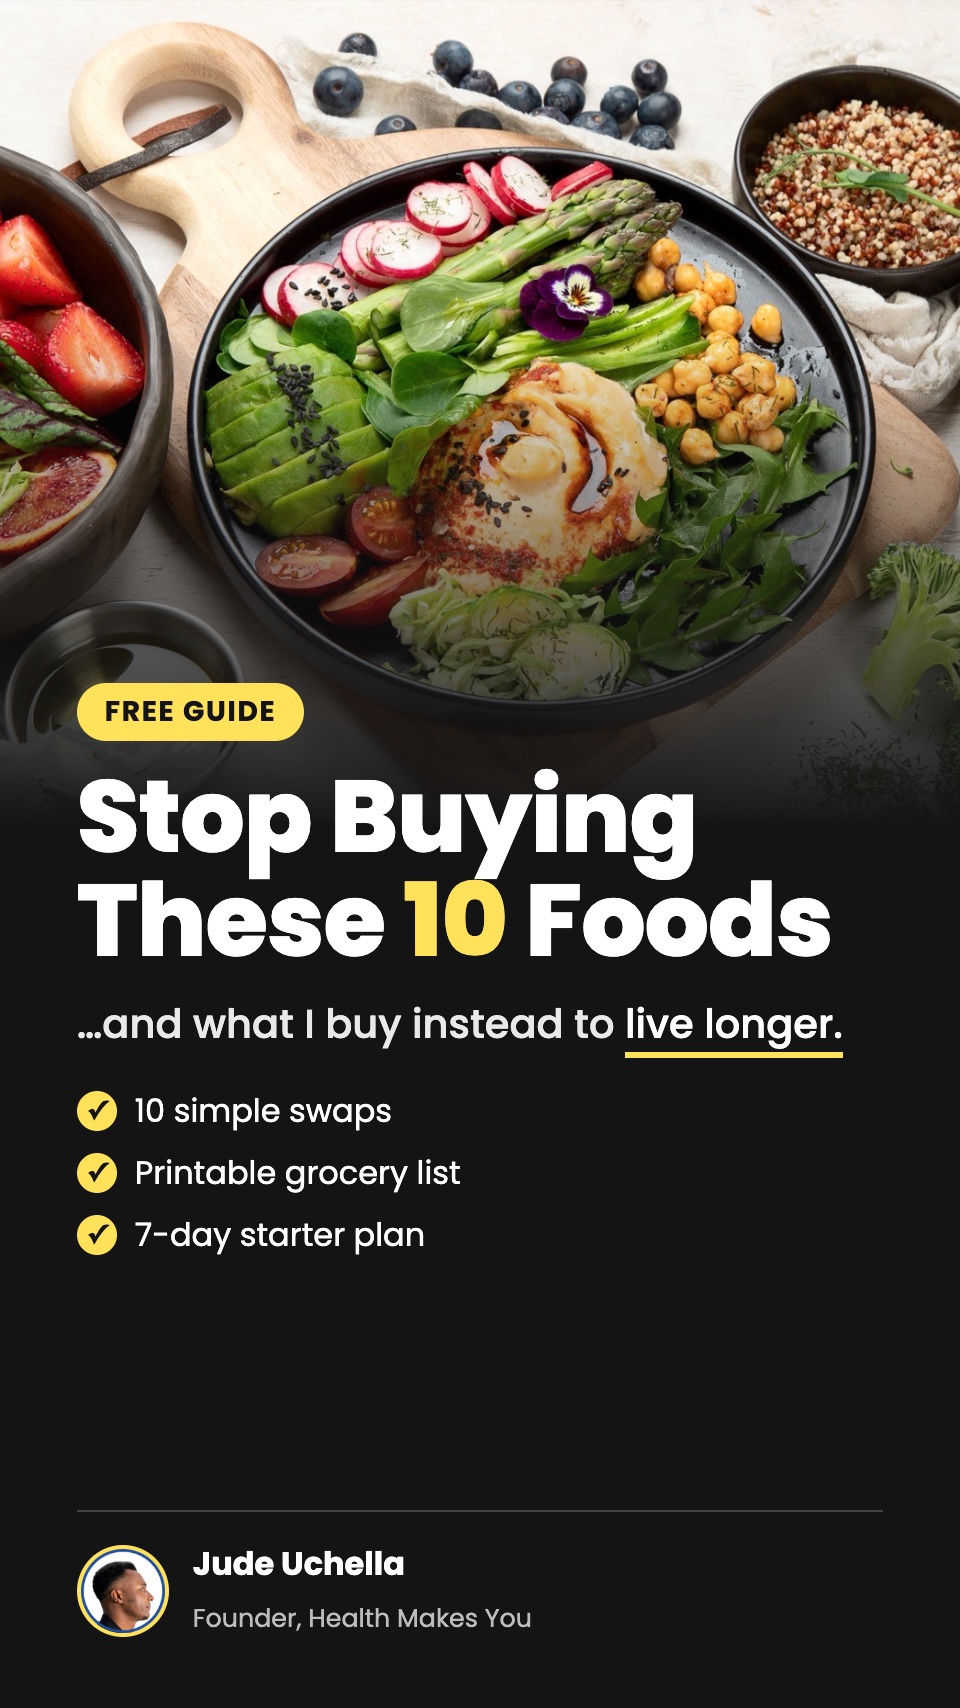 FREE GUIDE
Stop Buying
These 10 Foods
...and what I buy instead to live longer.
10 simple swaps
Printable grocery list
7-day starter plan
Jude Uchella
Founder, Health Makes You